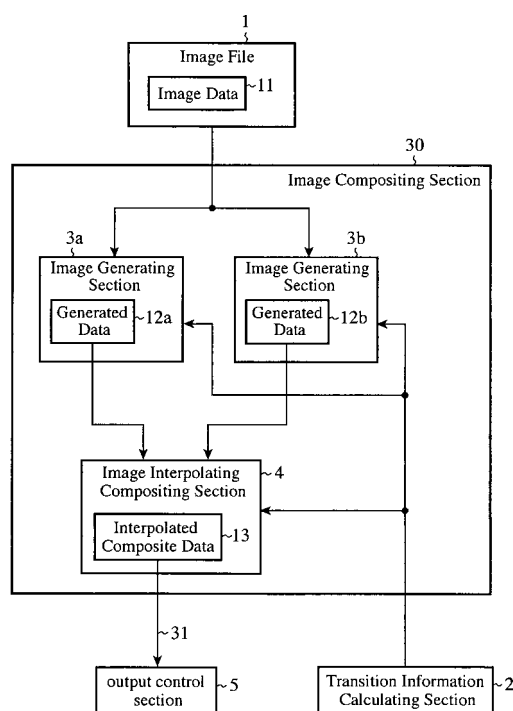 1
Image File
Image Data
11
30
Image Compositing Section
3a
Image Generating
Section
Generated
Data
12a
3b
Image Generating
Section
Generated
Data
12b
Image Interpolating
Compositing Section
4
Interpolated
Composite Data
13
31
output control
section
5
Transition Information
Calculating Section
2